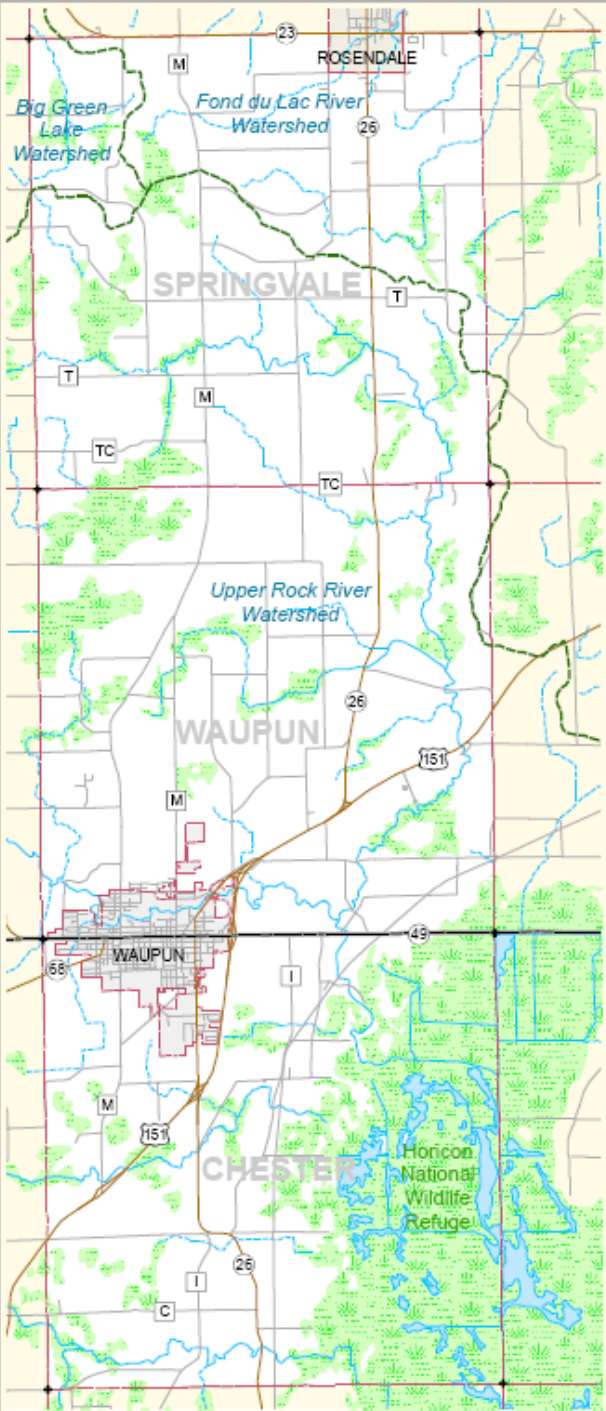 23
ROSENDALE
M
Big Green
Lake
Watershed
Fond du Lac River
Watershed
26
SPRINGVALE
T
T
M
TC
TC
Upper Rock River
Watershed
26
WAUPUN
151
M
49
WAUPUN
68
I
M
151
CHESTER
Horicon
National
Wildlife
Refuge
26
I
C